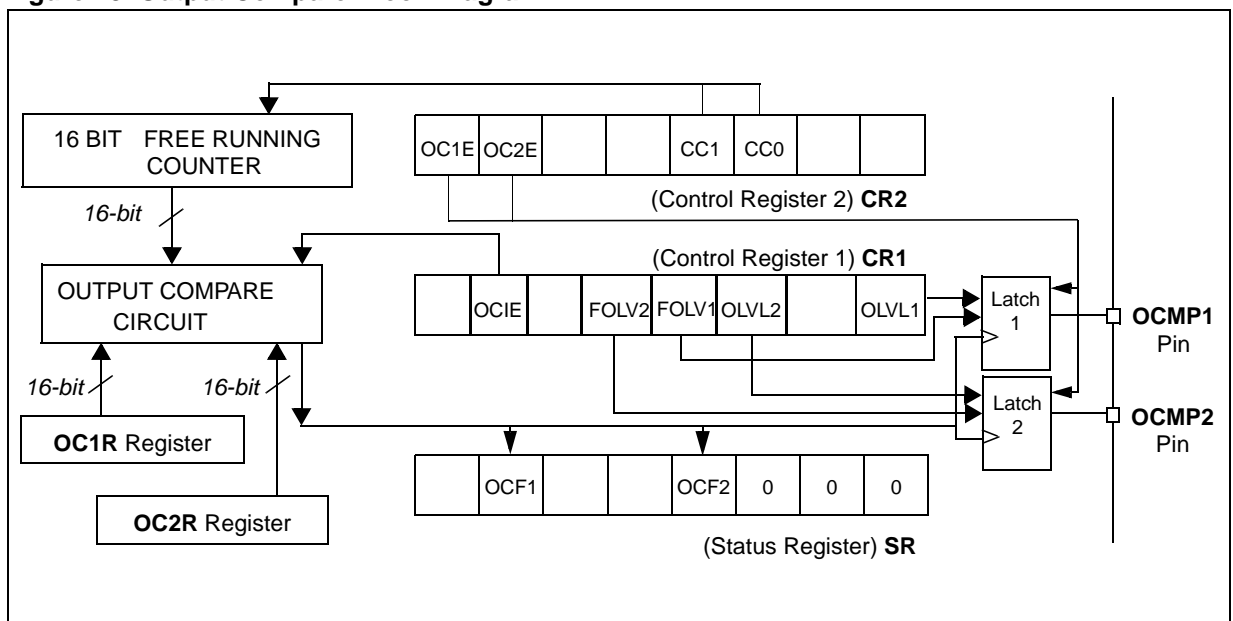 16 BIT FREE RUNNING
COUNTER
OC1E OC2E CC1 CC0
(Control Register 2) CR2
16-bit
(Control Register 1) CR1
OUTPUT COMPARE
CIRCUIT
OCIE FOLV2 FOLV1 OLVL2 OLVL1
Latch
1
OCMP1
Pin
16-bit 16-bit
Latch
2
OCMP2
Pin
OC1R Register
OCF1 OCF2 0 0 0
OC2R Register
(Status Register) SR